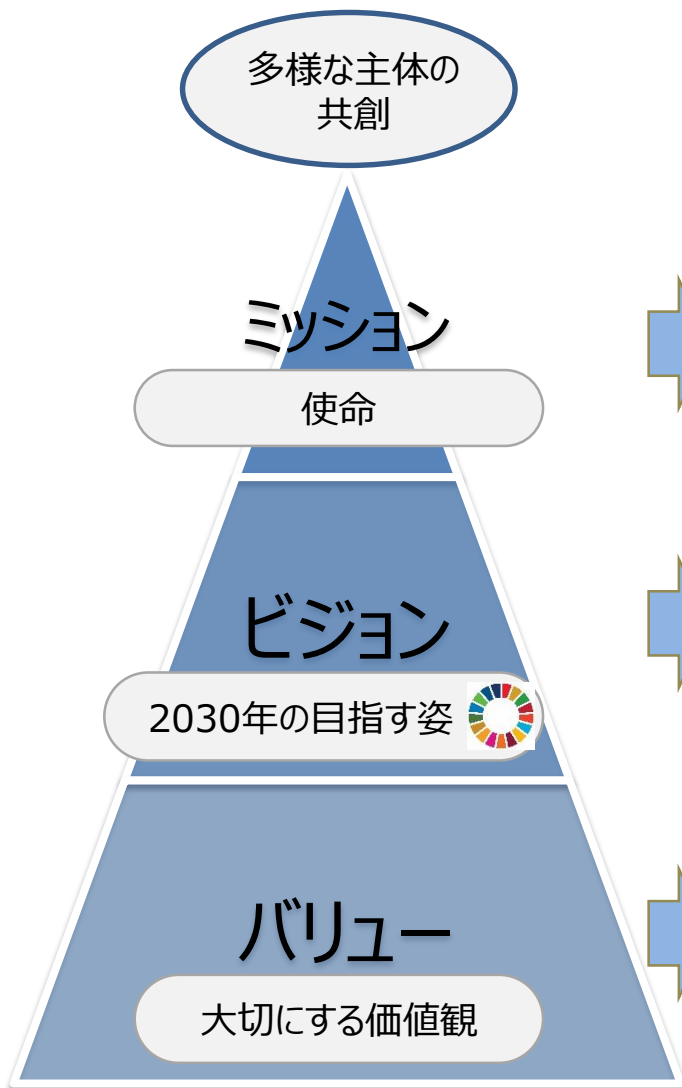 多様な主体の
共創
ミッション
使命
ビジョン
2030年の目指す姿
バリュー
大切にする価値観